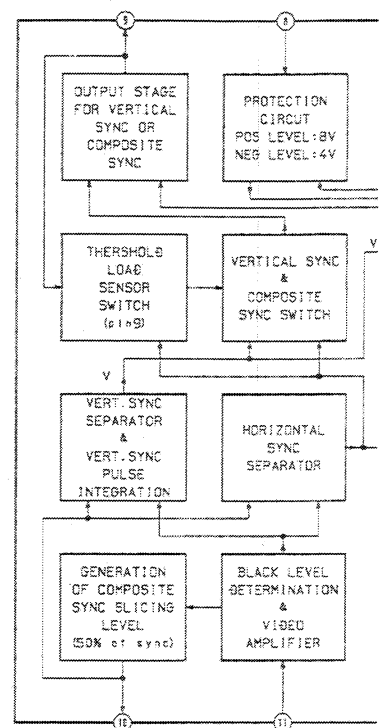 9
8
OUTPUT STAGE
FOR VERTICAL
SYNC OR
COMPOSITE
SYNC
PROTECTION
CIRCUT
POS LEVEL:8V
NEG LEVEL:4V
THERSHOLD
LOAD
SENSOR
SWITCH
(pin9)
VERTICAL SYNC
&
COMPOSITE
SYNC SWITCH
V
V
VERT.SYNC
SEPARATOR
&
VERT.SYNC
PULSE
INTEGRATION
HORIZONTAL
SYNC
SEPARATOR
GENERATION
OF COMPOSITE
SYNC SLICING
LEVEL
(50% of sync)
BLACK LEVEL
DETERMINATION
&
VIDEO
AMPLIFIER
10
11